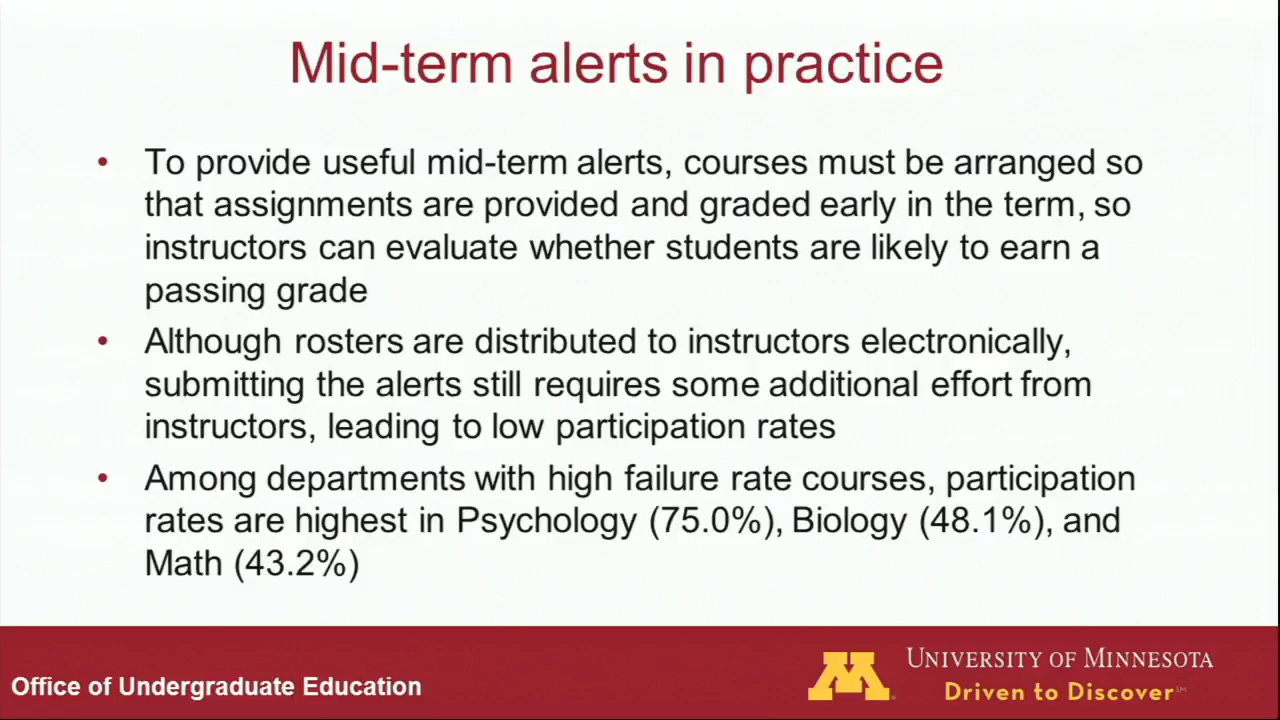 Mid-term alerts in practice
• To provide useful mid-term alerts, courses must be arranged so
that assignments are provided and graded early in the term, so
instructors can evaluate whether students are likely to earn a
passing grade
• Although rosters are distributed to instructors electronically,
submitting the alerts still requires some additional effort from
instructors, leading to low participation rates
• Among departments with high failure rate courses, participation
rates are highest in Psychology (75.0%), Biology (48.1%), and
Math (43.2%)
Office of Undergraduate Education
M
UNIVERSITY OF MINNESOTA
Driven to Discover℠